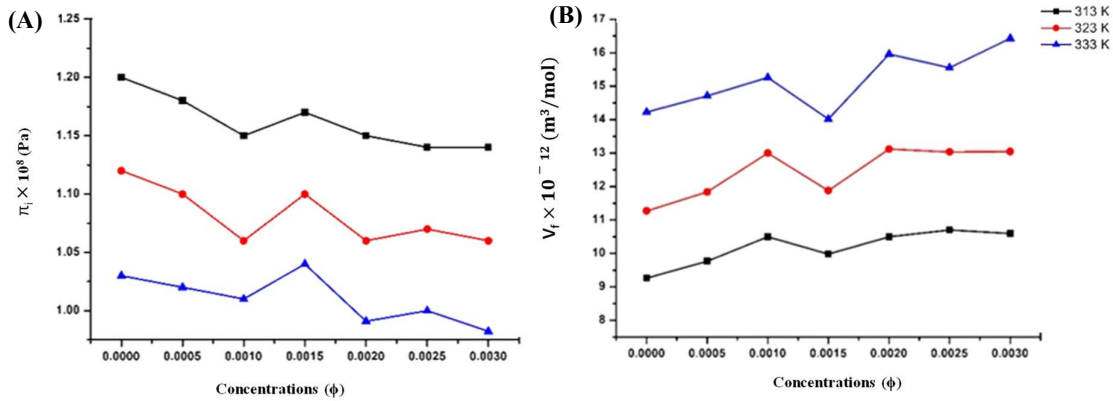 (A)
1.25
1.20
1.15
1.10
1.05
1.00
πᵢ × 10⁸ (Pa)
0.0000 0.0005 0.0010 0.0015 0.0020 0.0025 0.0030
Concentrations (ϕ)
(B)
17
16
15
14
13
12
11
10
9
8
V_f × 10⁻¹² (m³/mol)
0.0000 0.0005 0.0010 0.0015 0.0020 0.0025 0.0030
Concentrations (ϕ)
313 K
323 K
333 K